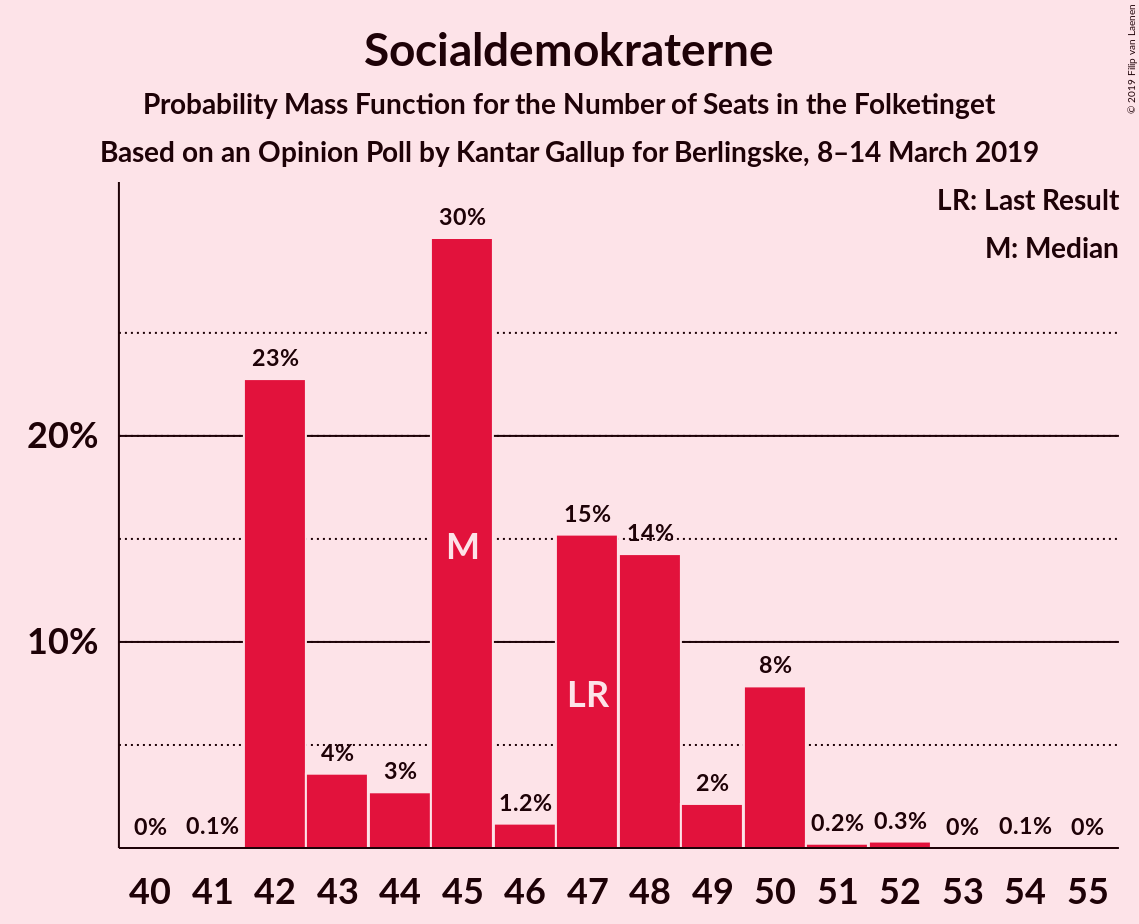 Socialdemokraterne
Probability Mass Function for the Number of Seats in the Folketinget
Based on an Opinion Poll by Kantar Gallup for Berlingske, 8–14 March 2019
© 2019 Filip van Laenen
LR: Last Result
M: Median
20%
10%
0%
0.1%
23%
4%
3%
30%
1.2%
15%
14%
2%
8%
0.2%
0.3%
0%
0.1%
0%
M
LR
40 41 42 43 44 45 46 47 48 49 50 51 52 53 54 55